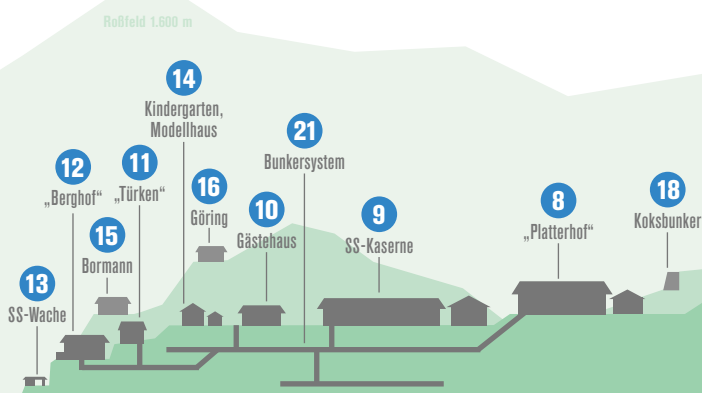 Roßfeld 1.600 m
14
Kindergarten,
Modellhaus
21
Bunkersystem
12
„Berghof“
11
„Türken“
16
Göring
18
Koksbunker
8
„Platterhof“
10
Gästehaus
9
SS-Kaserne
15
Bormann
13
SS-Wache